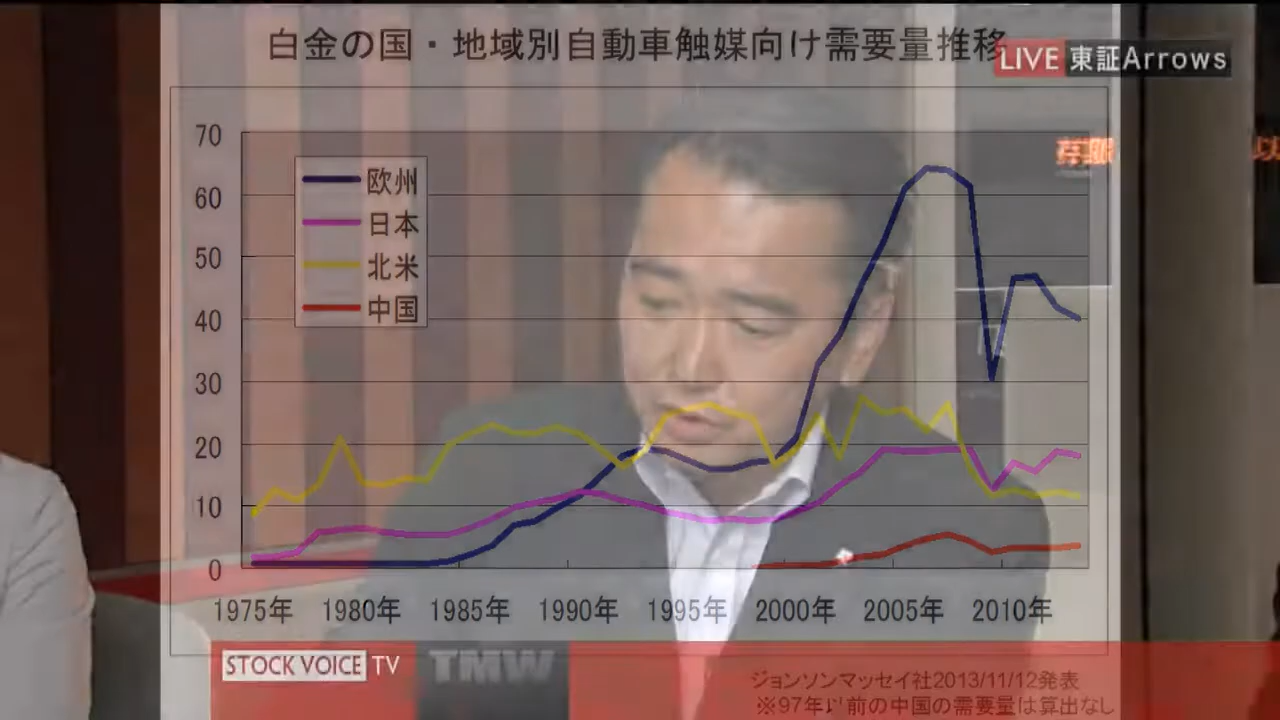 白金の国・地域別自動車触媒向け需要量推移
LIVE 東証Arrows
70
60
50
40
30
20
10
0
欧州
日本
北米
中国
1975年 1980年 1985年 1990年 1995年 2000年 2005年 2010年
STOCK VOICE TV
TMW
ジョンソンマッセイ社2013/11/12発表
※97年以前の中国の需要量は算出なし